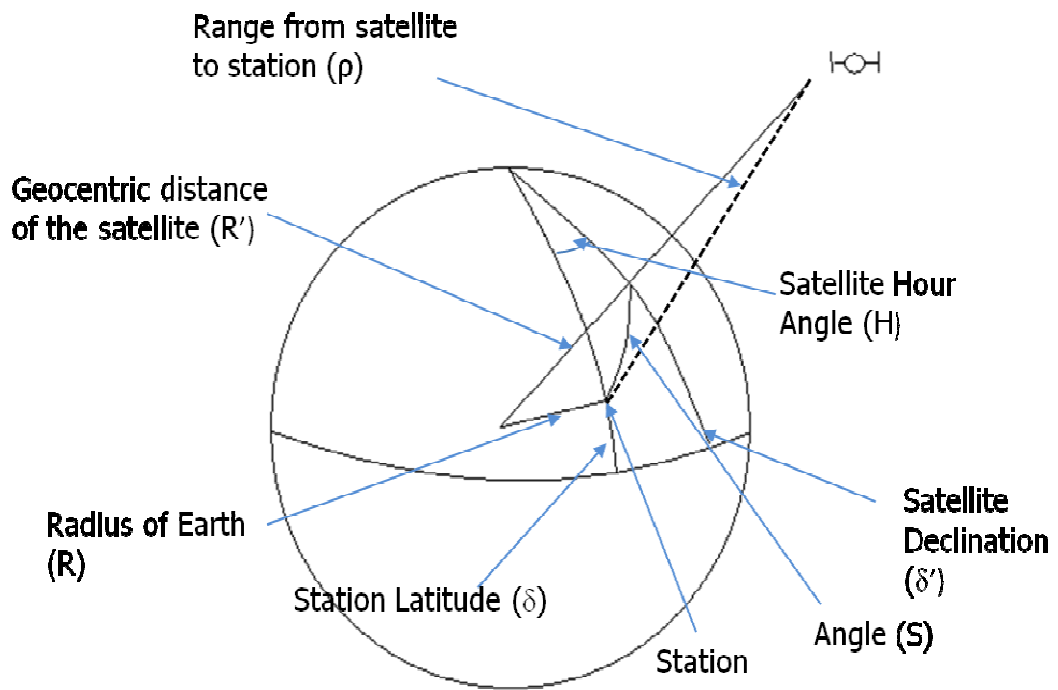 Range from satellite
to station (ρ)
Geocentric distance
of the satellite (R′)
Satellite Hour
Angle (H)
Radius of Earth
(R)
Station Latitude (δ)
Satellite
Declination
(δ′)
Angle (S)
Station